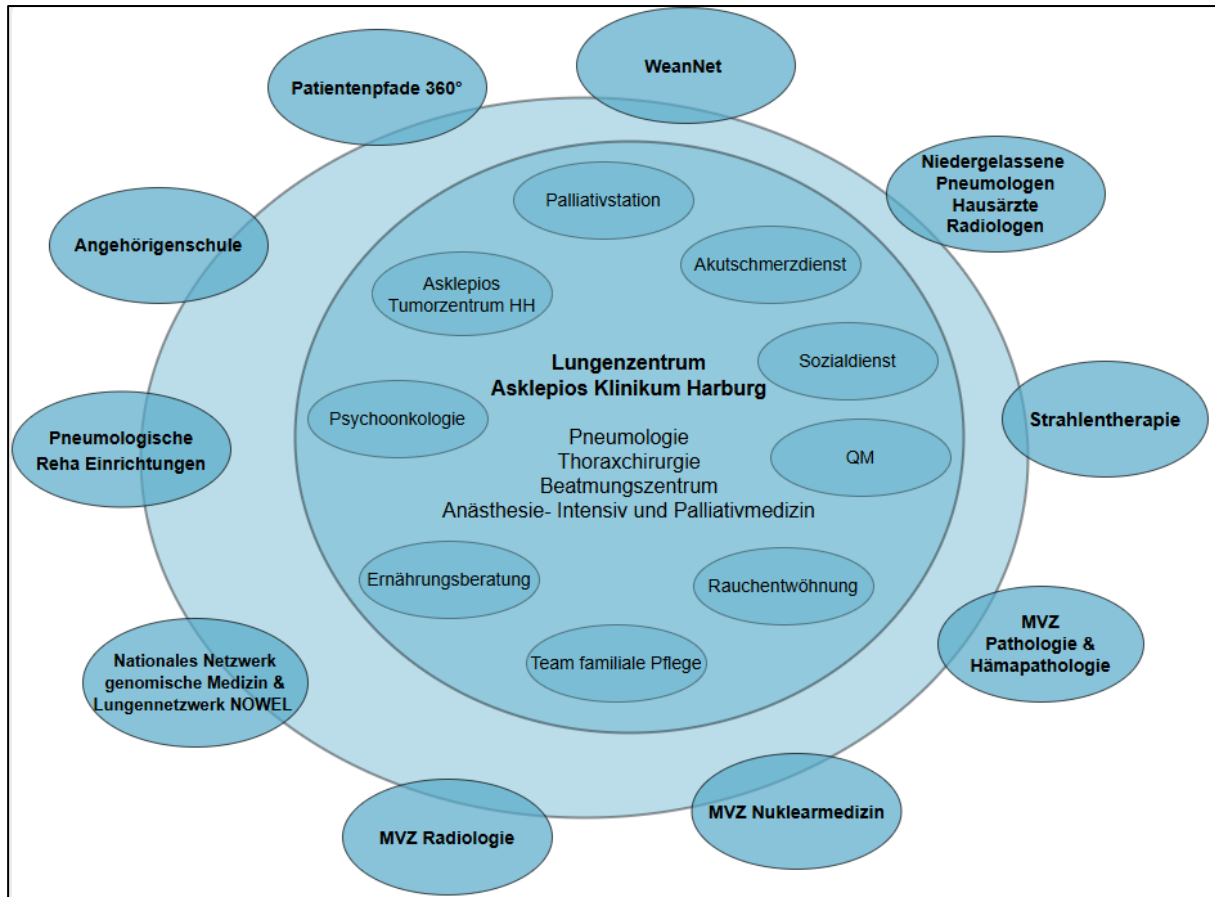 WeanNet
Patientenpfade 360°
Niedergelassene
Pneumologen
Hausärzte
Radiologen
Palliativstation
Angehörigenschule
Akutschmerzdienst
Asklepios
Tumorzentrum HH
Lungenzentrum
Asklepios Klinikum Harburg
Sozialdienst
Psychoonkologie
Strahlentherapie
Pneumologische
Reha Einrichtungen
Pneumologie
Thoraxchirurgie
Beatmungszentrum
Anästhesie- Intensiv und Palliativmedizin
QM
Ernährungsberatung
Rauchentwöhnung
MVZ
Pathologie &
Hämapathologie
Team familiale Pflege
Nationales Netzwerk
genomische Medizin &
Lungennetzwerk NOWEL
MVZ Radiologie
MVZ Nuklearmedizin